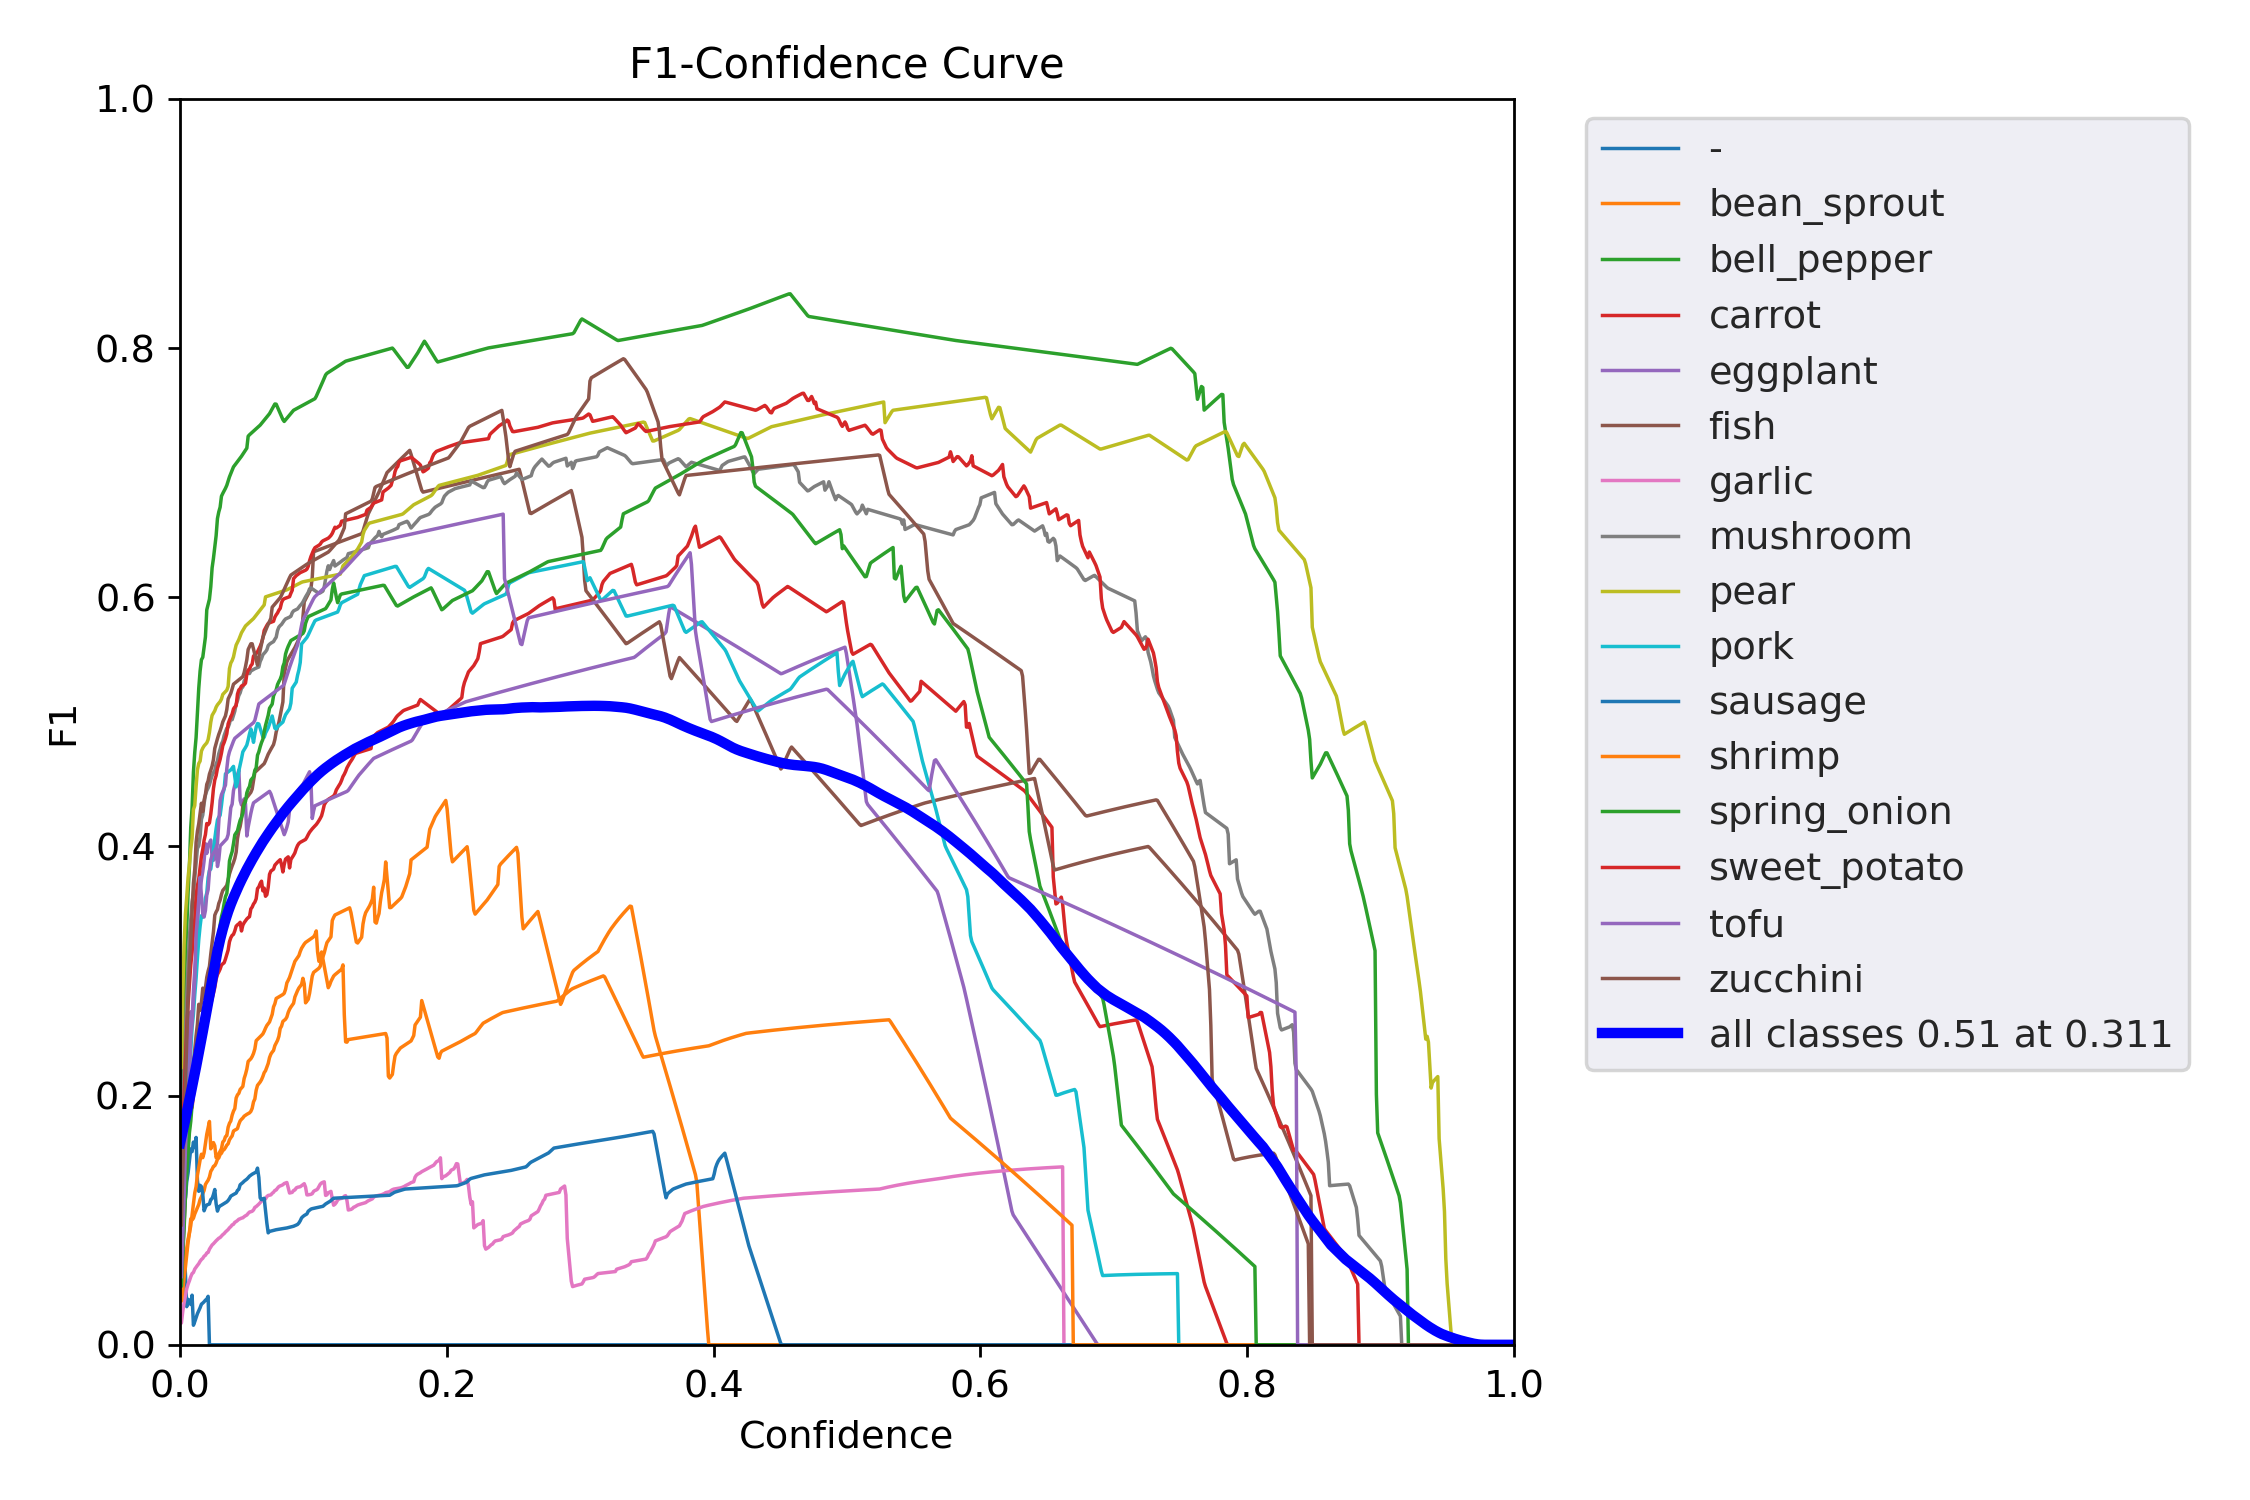 F1-Confidence Curve
1.0
0.8
0.6
0.4
0.2
0.0
F1
0.0 0.2 0.4 0.6 0.8 1.0
Confidence
-
bean_sprout
bell_pepper
carrot
eggplant
fish
garlic
mushroom
pear
pork
sausage
shrimp
spring_onion
sweet_potato
tofu
zucchini
all classes 0.51 at 0.311